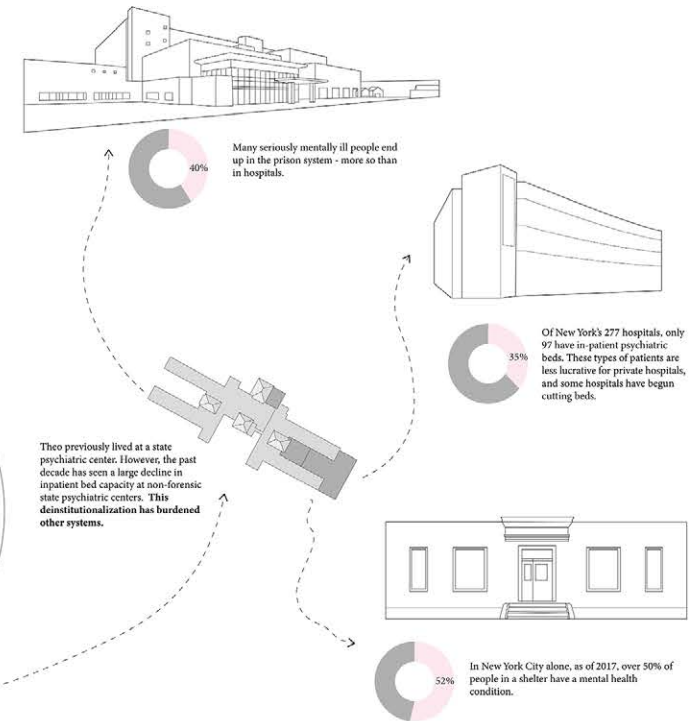 40%
Many seriously mentally ill people end
up in the prison system - more so than
in hospitals.
35%
Of New York's 277 hospitals, only
97 have in-patient psychiatric
beds. These types of patients are
less lucrative for private hospitals,
and some hospitals have begun
cutting beds.
Theo previously lived at a state
psychiatric center. However, the past
decade has seen a large decline in
inpatient bed capacity at non-forensic
state psychiatric centers. This
deinstitutionalization has burdened
other systems.
52%
In New York City alone, as of 2017, over 50% of
people in a shelter have a mental health
condition.